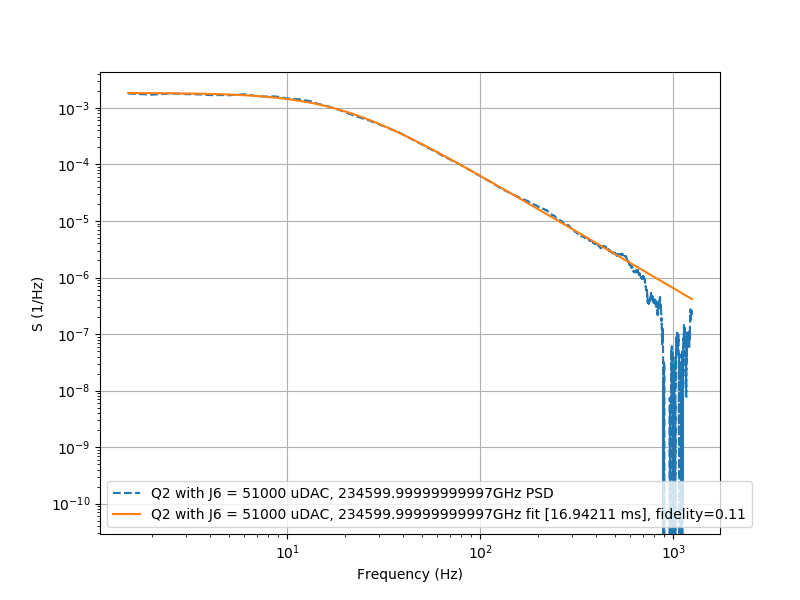 10⁻³
10⁻⁴
10⁻⁵
10⁻⁶
10⁻⁷
10⁻⁸
10⁻⁹
10⁻¹⁰
S (1/Hz)
Q2 with J6 = 51000 uDAC, 234599.99999999997GHz PSD
Q2 with J6 = 51000 uDAC, 234599.99999999997GHz fit [16.94211 ms], fidelity=0.11
10¹ 10² 10³
Frequency (Hz)